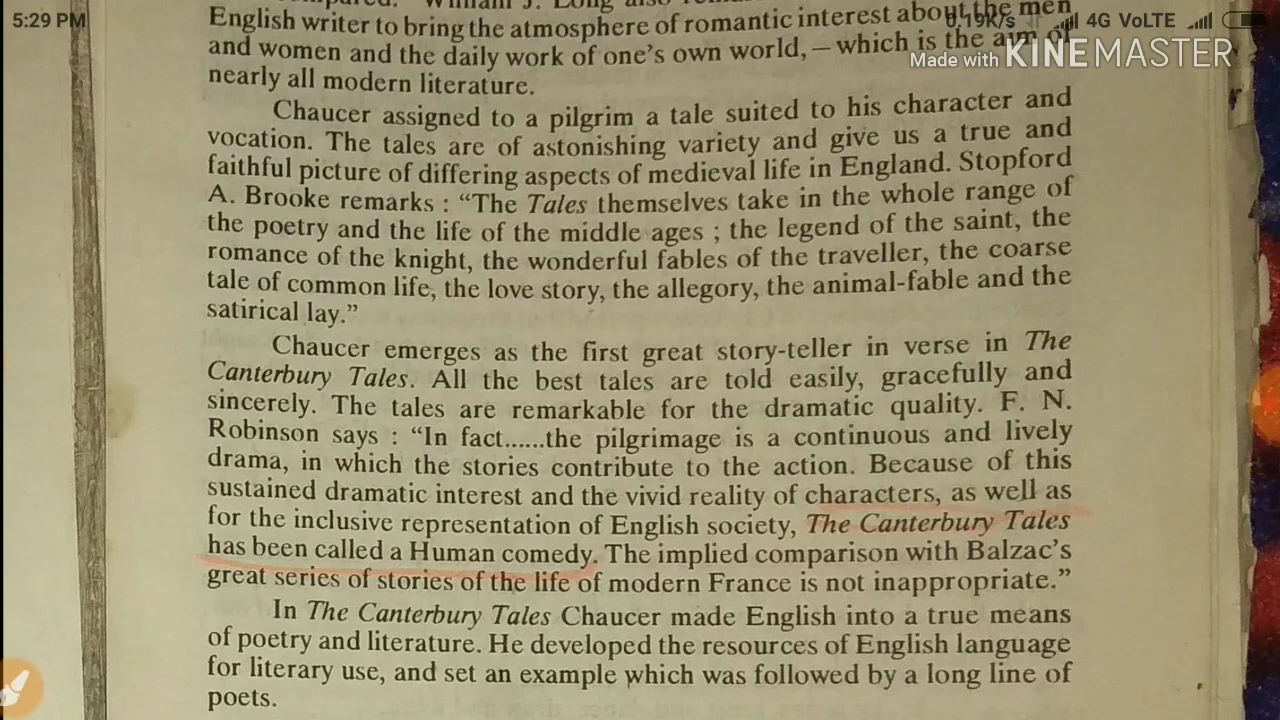 5:29 PM
0.19K/s 4G VoLTE
Made with KINEMASTER
William J. Long also
English writer to bring the atmosphere of romantic interest about the men
and women and the daily work of one's own world, – which is the aim of
nearly all modern literature.
Chaucer assigned to a pilgrim a tale suited to his character and
vocation. The tales are of astonishing variety and give us a true and
faithful picture of differing aspects of medieval life in England. Stopford
A. Brooke remarks : “The Tales themselves take in the whole range of
the poetry and the life of the middle ages ; the legend of the saint, the
romance of the knight, the wonderful fables of the traveller, the coarse
tale of common life, the love story, the allegory, the animal-fable and the
satirical lay.”
Chaucer emerges as the first great story-teller in verse in The
Canterbury Tales. All the best tales are told easily, gracefully and
sincerely. The tales are remarkable for the dramatic quality. F. N.
Robinson says : “In fact......the pilgrimage is a continuous and lively
drama, in which the stories contribute to the action. Because of this
sustained dramatic interest and the vivid reality of characters, as well as
for the inclusive representation of English society, The Canterbury Tales
has been called a Human comedy. The implied comparison with Balzac's
great series of stories of the life of modern France is not inappropriate.”
In The Canterbury Tales Chaucer made English into a true means
of poetry and literature. He developed the resources of English language
for literary use, and set an example which was followed by a long line of
poets.